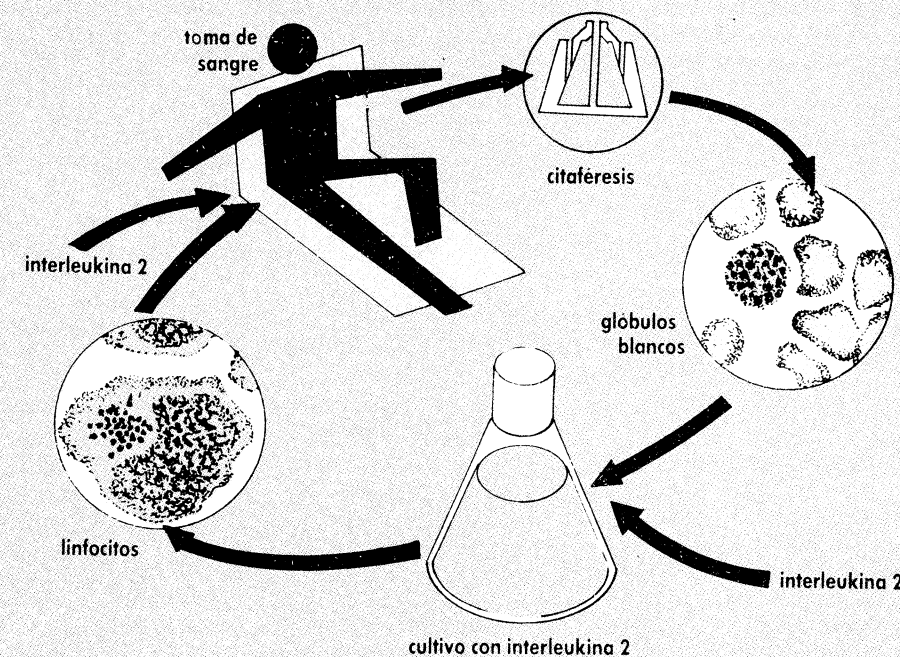 toma de
sangre
citaféresis
glóbulos
blancos
interleukina 2
cultivo con interleukina 2
linfocitos
interleukina 2